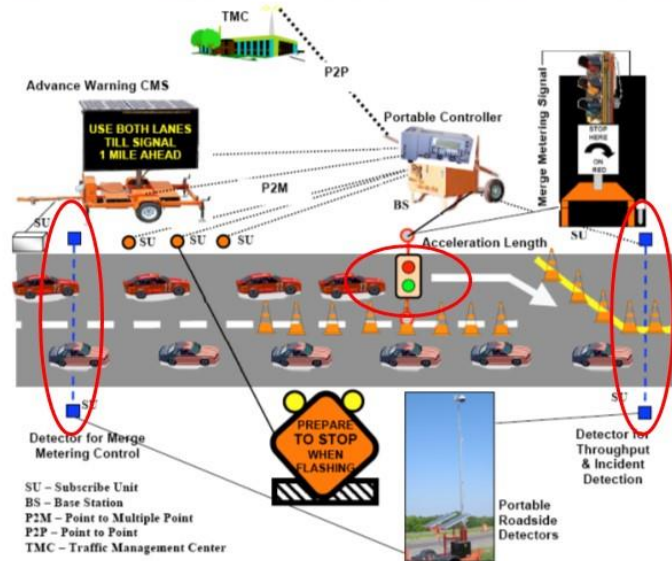 TMC
P2P
Advance Warning CMS
Portable Controller
Merge Metering Signal
USE BOTH LANES
TILL SIGNAL
1 MILE AHEAD
STOP
HERE
ON
RED
P2M
BS
SU
SU
SU
SU
SU
Acceleration Length
SU
SU
Detector for Merge
Metering Control
PREPARE
TO STOP
WHEN
FLASHING
Detector for
Throughput
& Incident
Detection
Portable
Roadside
Detectors
SU – Subscribe Unit
BS – Base Station
P2M – Point to Multiple Point
P2P – Point to Point
TMC – Traffic Management Center